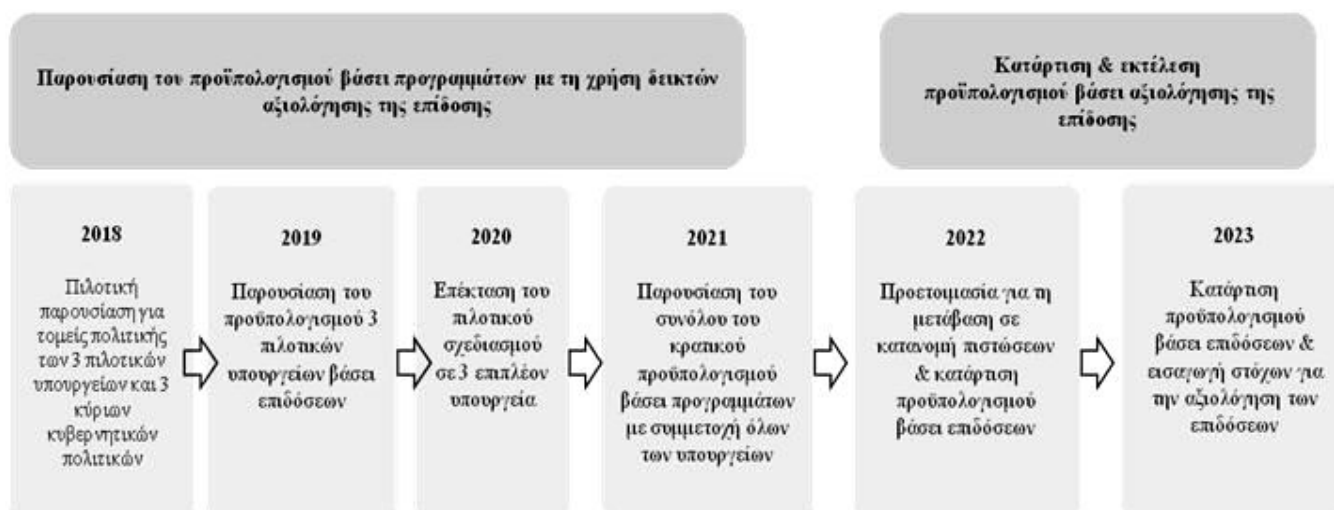 Παρουσίαση του προϋπολογισμού βάσει προγραμμάτων με τη χρήση δεικτών
αξιολόγησης της επίδοσης
Κατάρτιση & εκτέλεση
προϋπολογισμού βάσει αξιολόγησης της
επίδοσης
2018
Πιλοτική
παρουσίαση για
τομείς πολιτικής
των 3 πιλοτικών
υπουργείων και 3
κύριων
κυβερνητικών
πολιτικών
2019
Παρουσίαση του
προϋπολογισμού 3
πιλοτικών
υπουργείων βάσει
επιδόσεων
2020
Επέκταση του
πιλοτικού
σχεδιασμού
σε 3 επιπλέον
υπουργεία
2021
Παρουσίαση του
συνόλου του
κρατικού
προϋπολογισμού
βάσει προγραμμάτων
με συμμετοχή όλων
των υπουργείων
2022
Προετοιμασία για τη
μετάβαση σε
κατανομή πιστώσεων
& κατάρτιση
προϋπολογισμού
βάσει επιδόσεων
2023
Κατάρτιση
προϋπολογισμού
βάσει επιδόσεων &
εισαγωγή στόχων για
την αξιολόγηση των
επιδόσεων